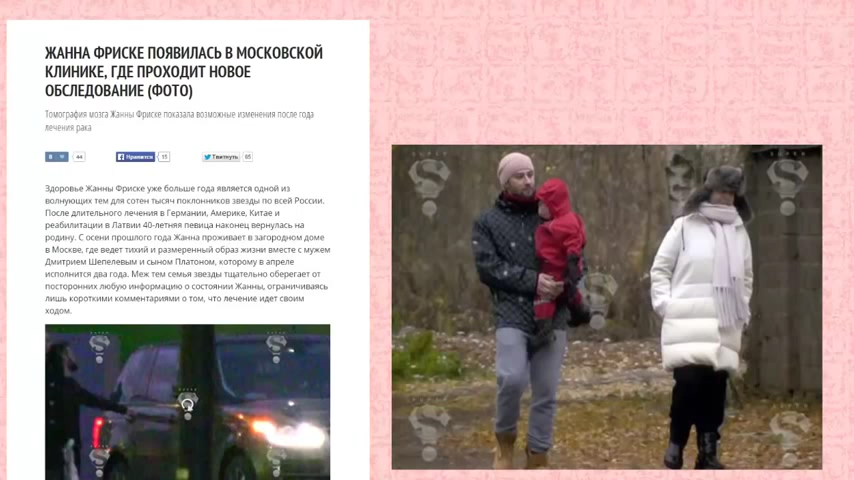 ЖАННА ФРИСКЕ ПОЯВИЛАСЬ В МОСКОВСКОЙ
КЛИНИКЕ, ГДЕ ПРОХОДИТ НОВОЕ
ОБСЛЕДОВАНИЕ (ФОТО)
Томография мозга Жанны Фриске показала возможные изменения после года
лечения рака
44
Нравится 15
Твитнуть
Здоровье Жанны Фриске уже больше года является одной из
волнующих тем для сотен тысяч поклонников звезды по всей России.
После длительного лечения в Германии, Америке, Китае и
реабилитации в Латвии 40-летняя певица наконец вернулась на
родину. С осени прошлого года Жанна проживает в загородном доме
в Москве, где ведет тихий и размеренный образ жизни вместе с мужем
Дмитрием Шепелевым и сыном Платоном, которому в апреле
исполнится два года. Меж тем семья звезды тщательно оберегает от
посторонних любую информацию о состоянии Жанны, ограничиваясь
лишь короткими комментариями о том, что лечение идет своим
ходом.